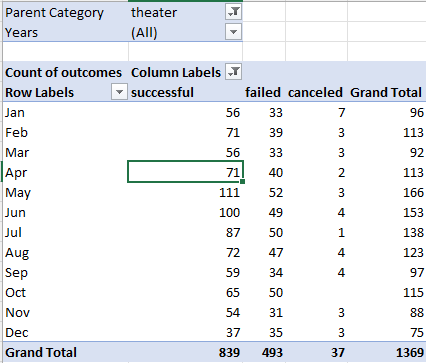 Parent Category theater
Years (All)
Count of outcomes Column Labels
Row Labels successful failed canceled Grand Total
Jan 56 33 7 96
Feb 71 39 3 113
Mar 56 33 3 92
Apr 71 40 2 113
May 111 52 3 166
Jun 100 49 4 153
Jul 87 50 1 138
Aug 72 47 4 123
Sep 59 34 4 97
Oct 65 50 115
Nov 54 31 3 88
Dec 37 35 3 75
Grand Total 839 493 37 1369